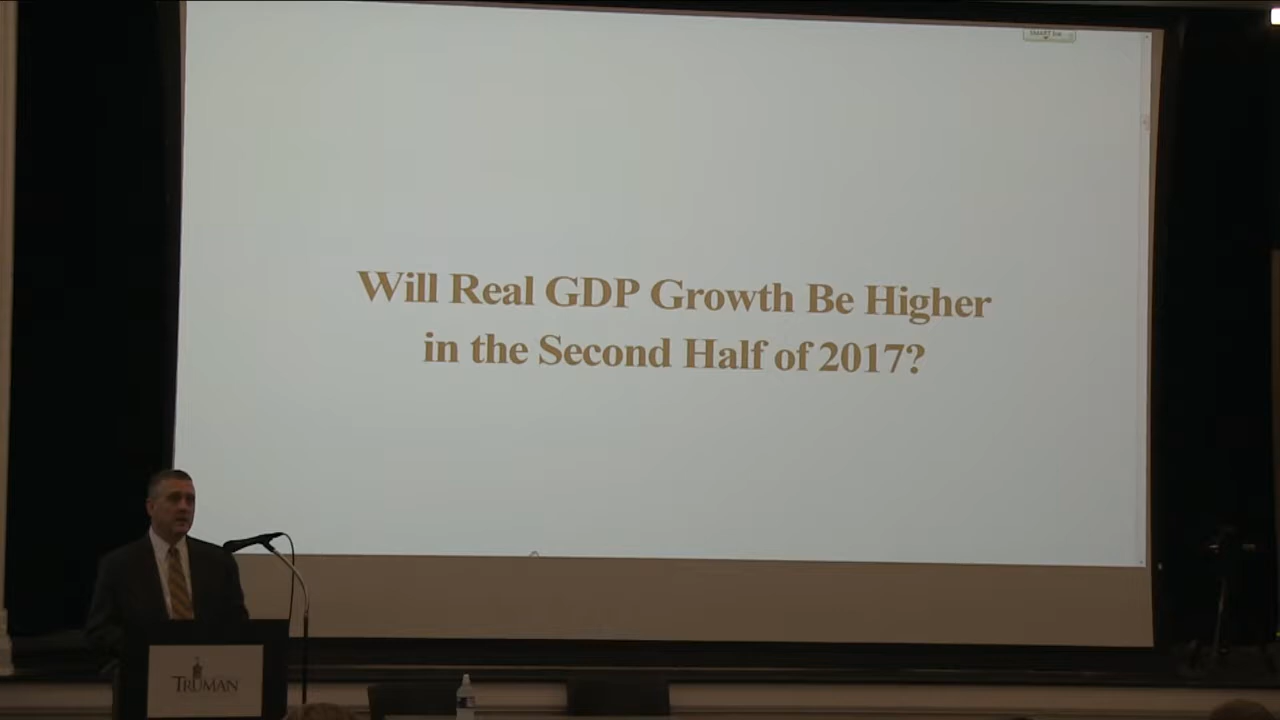 Will Real GDP Growth Be Higher
in the Second Half of 2017?
TRUMAN